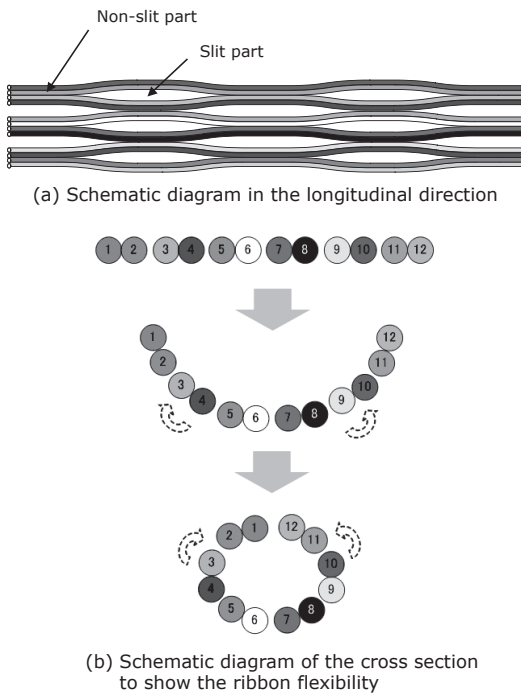 Non-slit part
Slit part
(a) Schematic diagram in the longitudinal direction
1 2 3 4 5 6 7 8 9 10 11 12
1 12
2 11
3 10
4 9
5 6 7 8
2 1 12 11
3 10
4 9
5 6 7 8
(b) Schematic diagram of the cross section
to show the ribbon flexibility